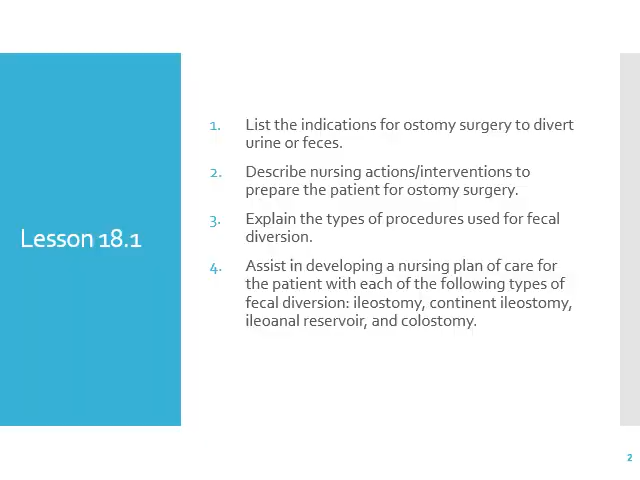 Lesson 18.1
1. List the indications for ostomy surgery to divert
urine or feces.
2. Describe nursing actions/interventions to
prepare the patient for ostomy surgery.
3. Explain the types of procedures used for fecal
diversion.
4. Assist in developing a nursing plan of care for
the patient with each of the following types of
fecal diversion: ileostomy, continent ileostomy,
ileoanal reservoir, and colostomy.
2